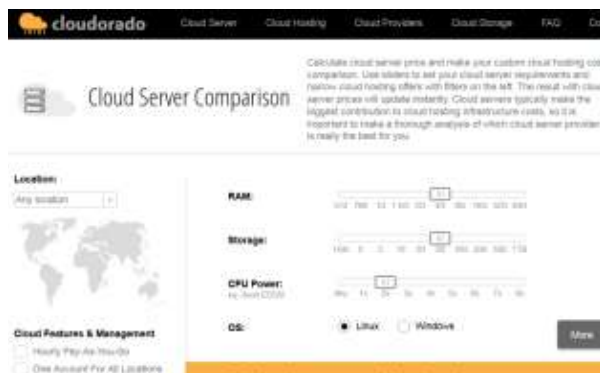 cloudorado
Cloud Server Cloud Hosting Cloud Providers Cloud Storage FAQ
Calculate cloud server price and make your custom cloud hosting
comparison. Use sliders to set your cloud server requirements and
narrow cloud hosting offers with filters on the left. The result with
server prices will update instantly. Cloud servers typically make the
biggest contribution to cloud hosting infrastructure costs, so it is
important to make a thorough analysis of which cloud server provider
is really the best for you.
Cloud Server Comparison
Location:
Any location
RAM:
Storage:
CPU Power:
OS: Linux Windows
More
Cloud Features & Management
Hourly Pay-As-You-Go
One Account For All Locations